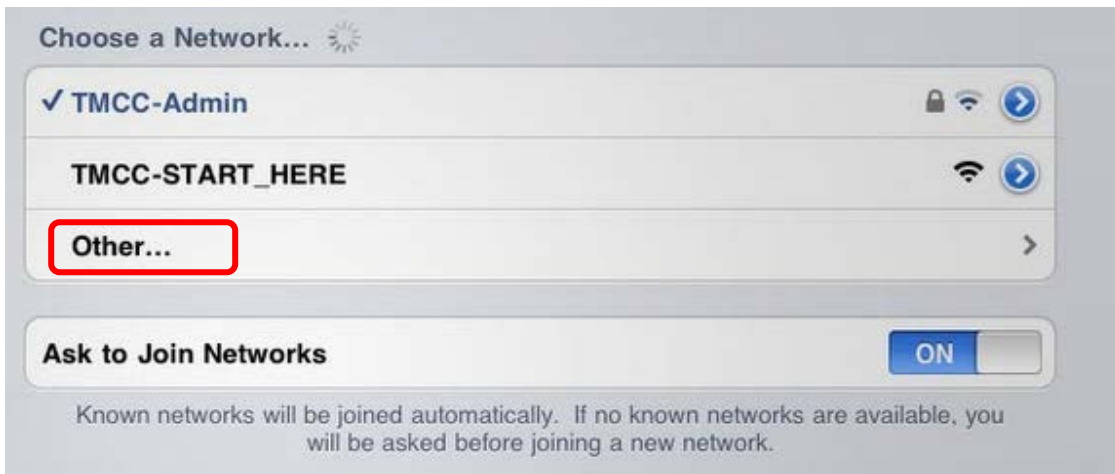 Choose a Network...
TMCC-Admin
TMCC-START_HERE
Other...
Ask to Join Networks
ON
Known networks will be joined automatically. If no known networks are available, you
will be asked before joining a new network.